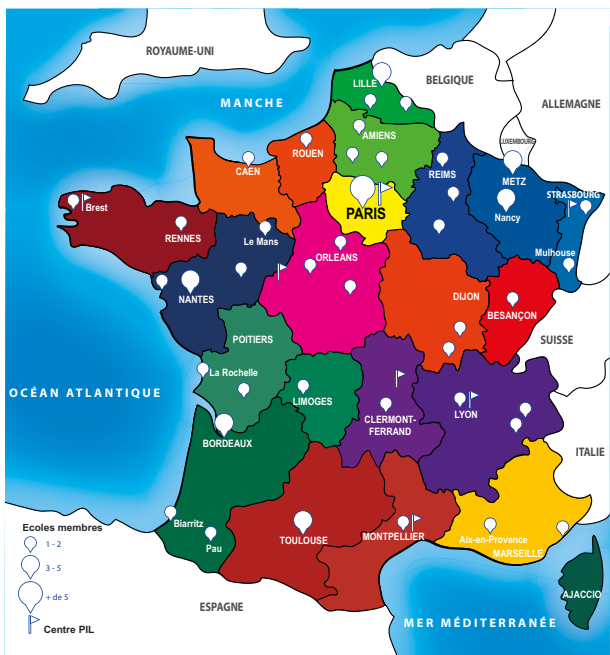 ROYAUME-UNI
BELGIQUE
LILLE
MANCHE
ALLEMAGNE
LUXEMBOURG
AMIENS
ROUEN
CAEN
REIMS
METZ
STRASBOURG
PARIS
Nancy
Brest
RENNES
Le Mans
ORLEANS
Mulhouse
NANTES
DIJON
BESANÇON
POITIERS
SUISSE
La Rochelle
OCÉAN ATLANTIQUE
LIMOGES
CLERMONT-
FERRAND
LYON
BORDEAUX
ITALIE
Ecoles membres
1 - 2
3 - 5
+ de 5
Centre PIL
Biarritz
Pau
TOULOUSE
MONTPELLIER
Aix-en-Provence
MARSEILLE
AJACCIO
ESPAGNE
MER MÉDITERRANÉE